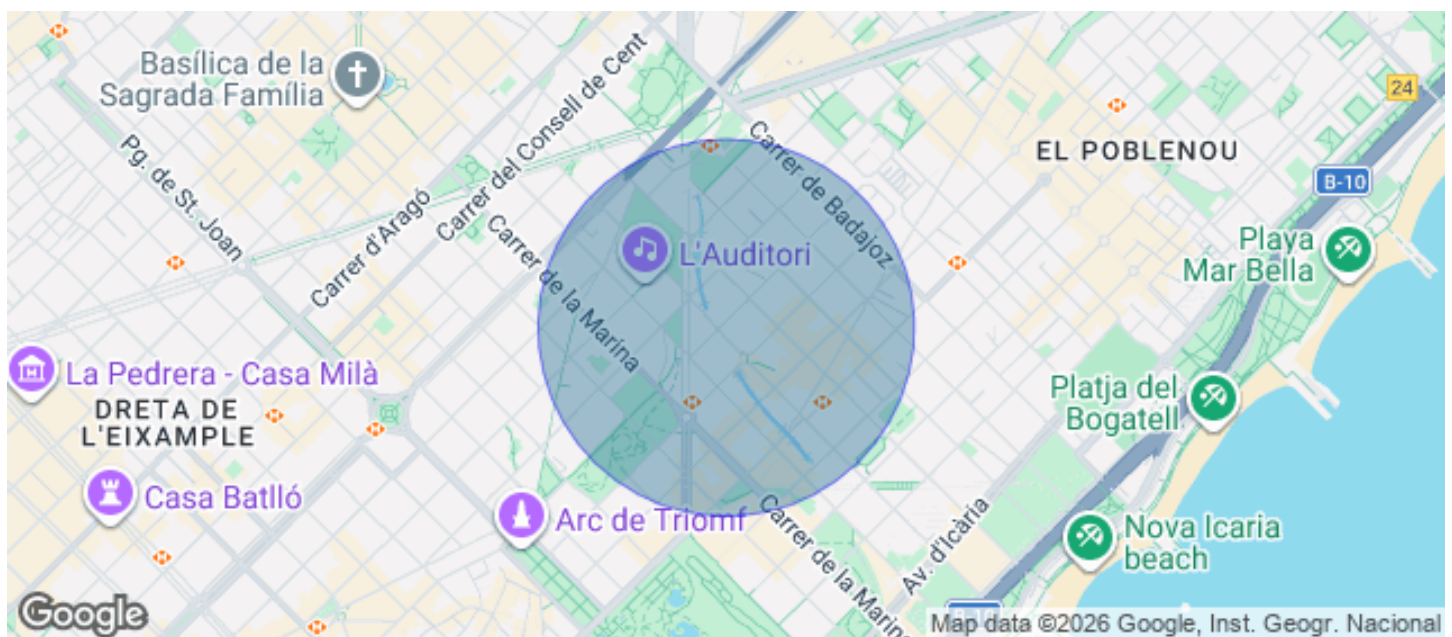 Basílica de la
Sagrada Família
Carrer del Consell de Cent
24
Carrer de Badajoz
EL POBLENOU
Pg. de St. Joan
B-10
Carrer d'Aragó
Carrer de la Marina
L'Auditori
Playa
Mar Bella
La Pedrera - Casa Milà
DRETA DE
L'EIXAMPLE
Platja del
Bogatell
Casa Batlló
Arc de Triomf
Carrer de la Marina
Av. d'Icària
Nova Icaria
beach
Google
B-10
Map data ©2026 Google, Inst. Geogr. Nacional